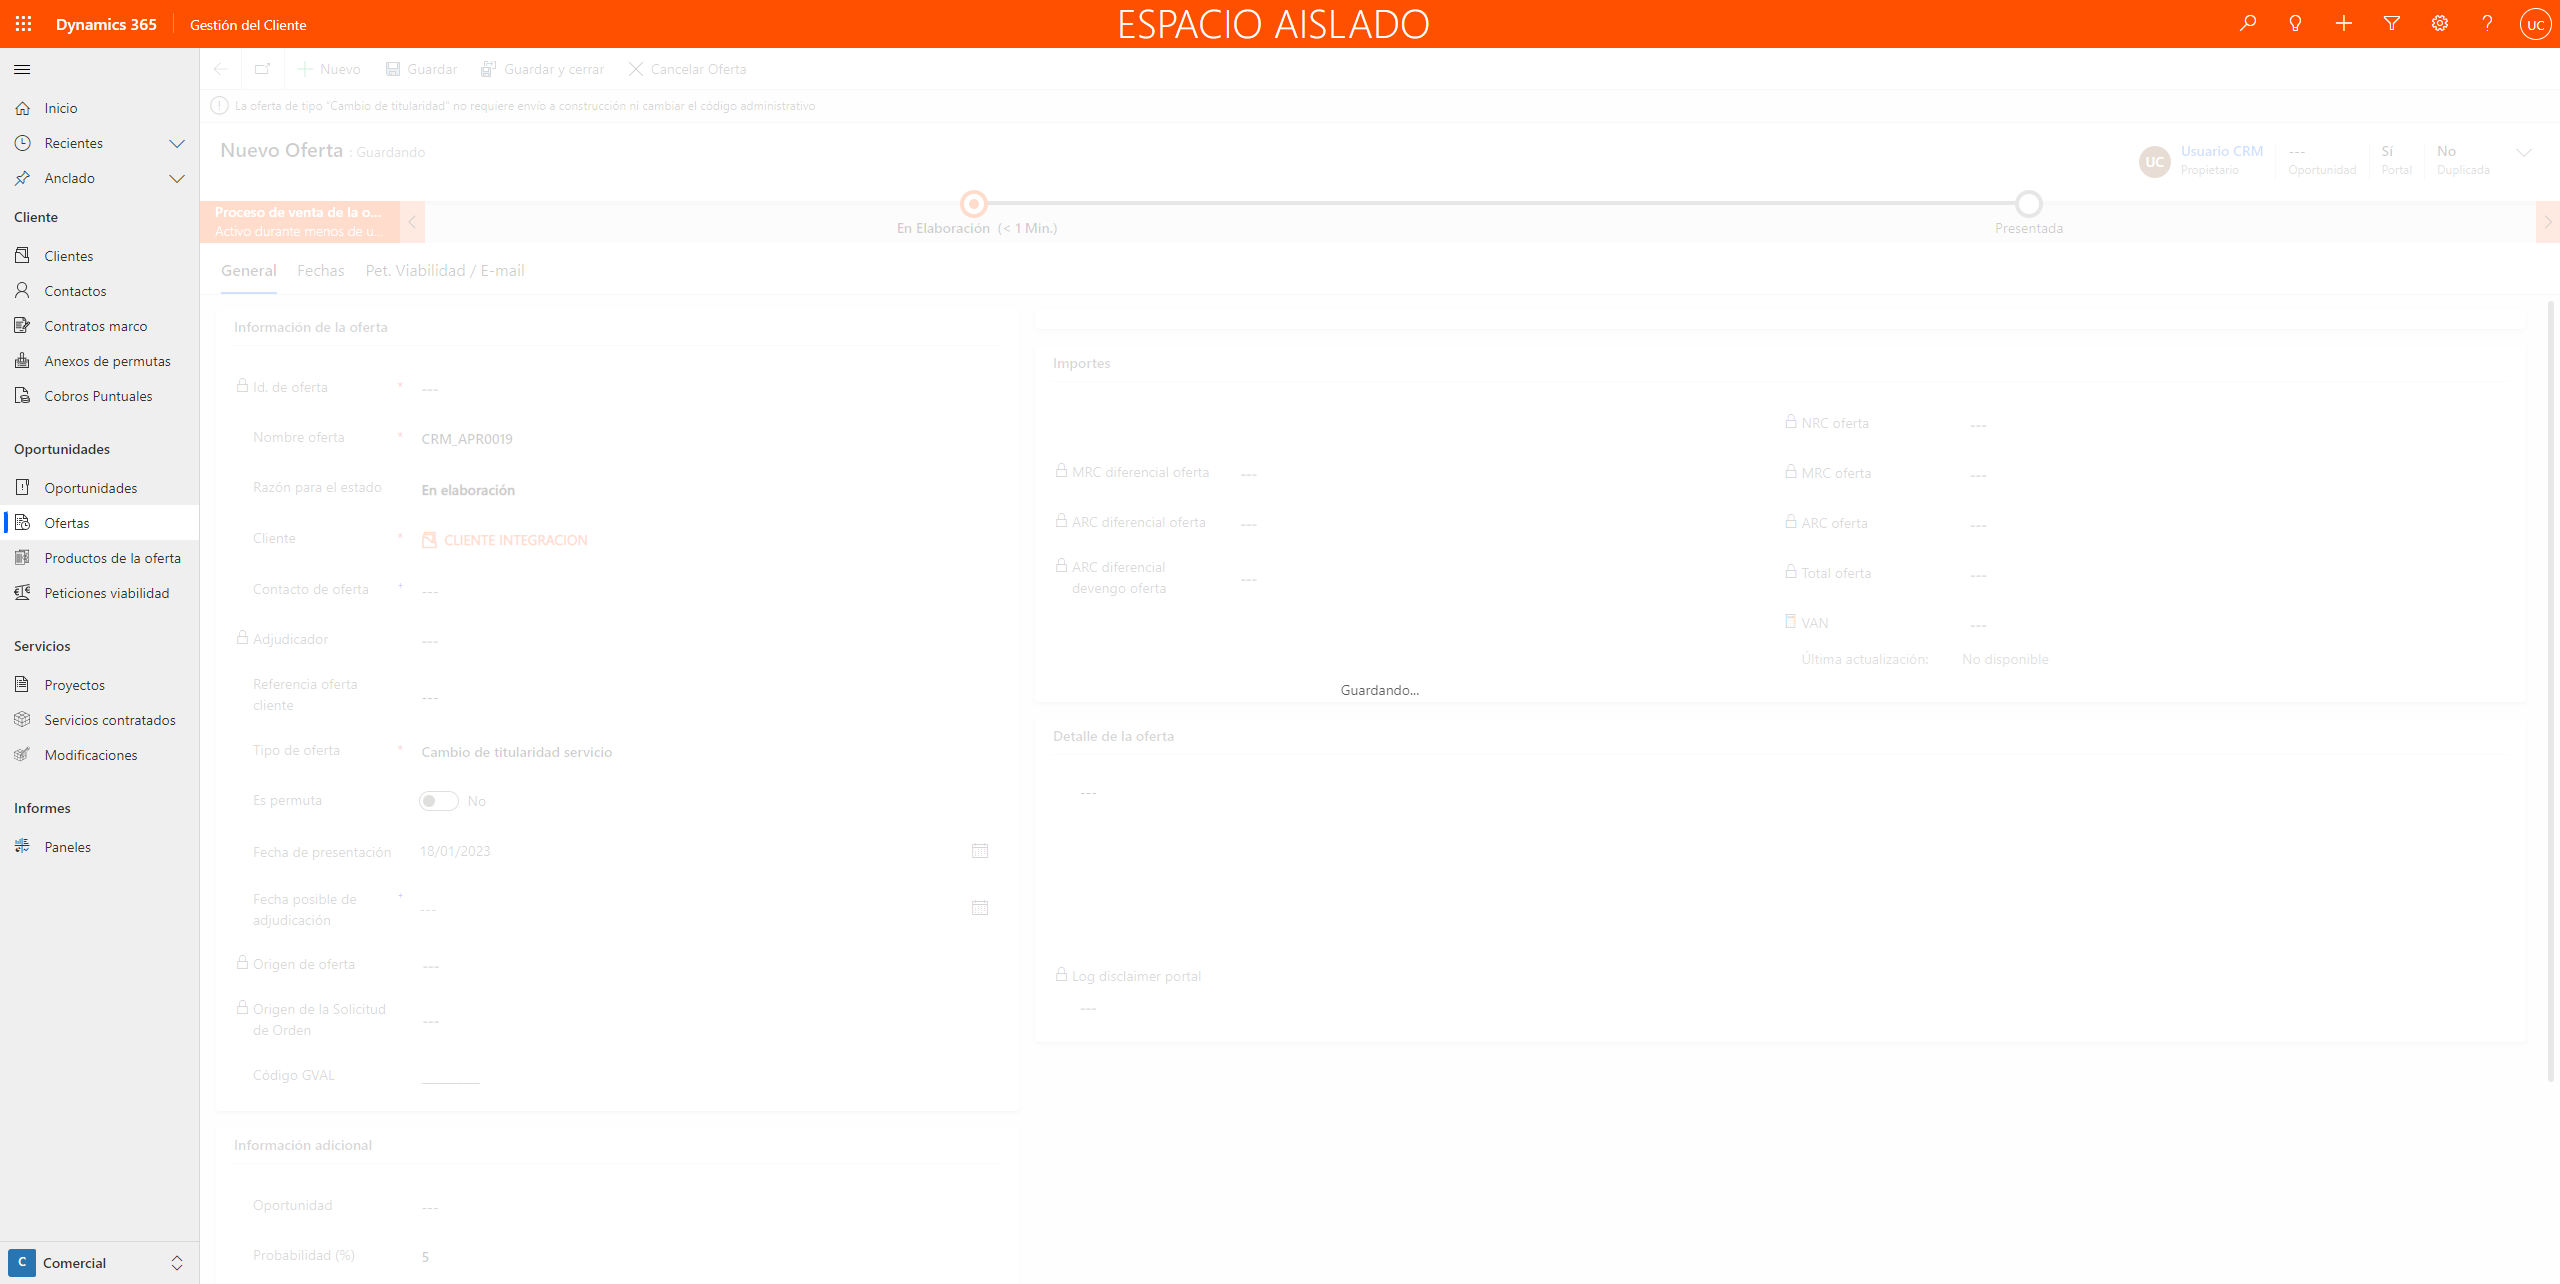 Dynamics 365
Gestión del Cliente
ESPACIO AISLADO
UC
Inicio
Recientes
Anclado
Cliente
Clientes
Contactos
Contratos marco
Anexos de permutas
Cobros Puntuales
Oportunidades
Oportunidades
Ofertas
Productos de la oferta
Peticiones viabilidad
Servicios
Proyectos
Servicios contratados
Modificaciones
Informes
Paneles
C Comercial
Nuevo
Guardar
Guardar y cerrar
Cancelar Oferta
La oferta de tipo "Cambio de titularidad" no requiere envío a construcción ni cambiar el código administrativo
Nuevo Oferta : Guardando
UC
Usuario CRM
Propietario
---
Oportunidad
Sí
Portal
No
Duplicada
Proceso de venta de la o...
Activo durante menos de u...
En Elaboración (< 1 Min.)
Presentada
General
Fechas
Pet. Viabilidad / E-mail
Información de la oferta
Id. de oferta * ---
Nombre oferta * CRM_APR0019
Razón para el estado En elaboración
Cliente * CLIENTE INTEGRACION
Contacto de oferta + ---
Adjudicador ---
Referencia oferta
cliente
---
Tipo de oferta * Cambio de titularidad servicio
Es permuta No
Fecha de presentación 18/01/2023
Fecha posible de
adjudicación
+ ---
Origen de oferta ---
Origen de la Solicitud
de Orden
---
Código GVAL ________
Información adicional
Oportunidad ---
Probabilidad (%) 5
Importes
MRC diferencial oferta ---
ARC diferencial oferta ---
ARC diferencial
devengo oferta
---
NRC oferta ---
MRC oferta ---
ARC oferta ---
Total oferta ---
VAN ---
Última actualización: No disponible
Guardando...
Detalle de la oferta
---
Log disclaimer portal
---